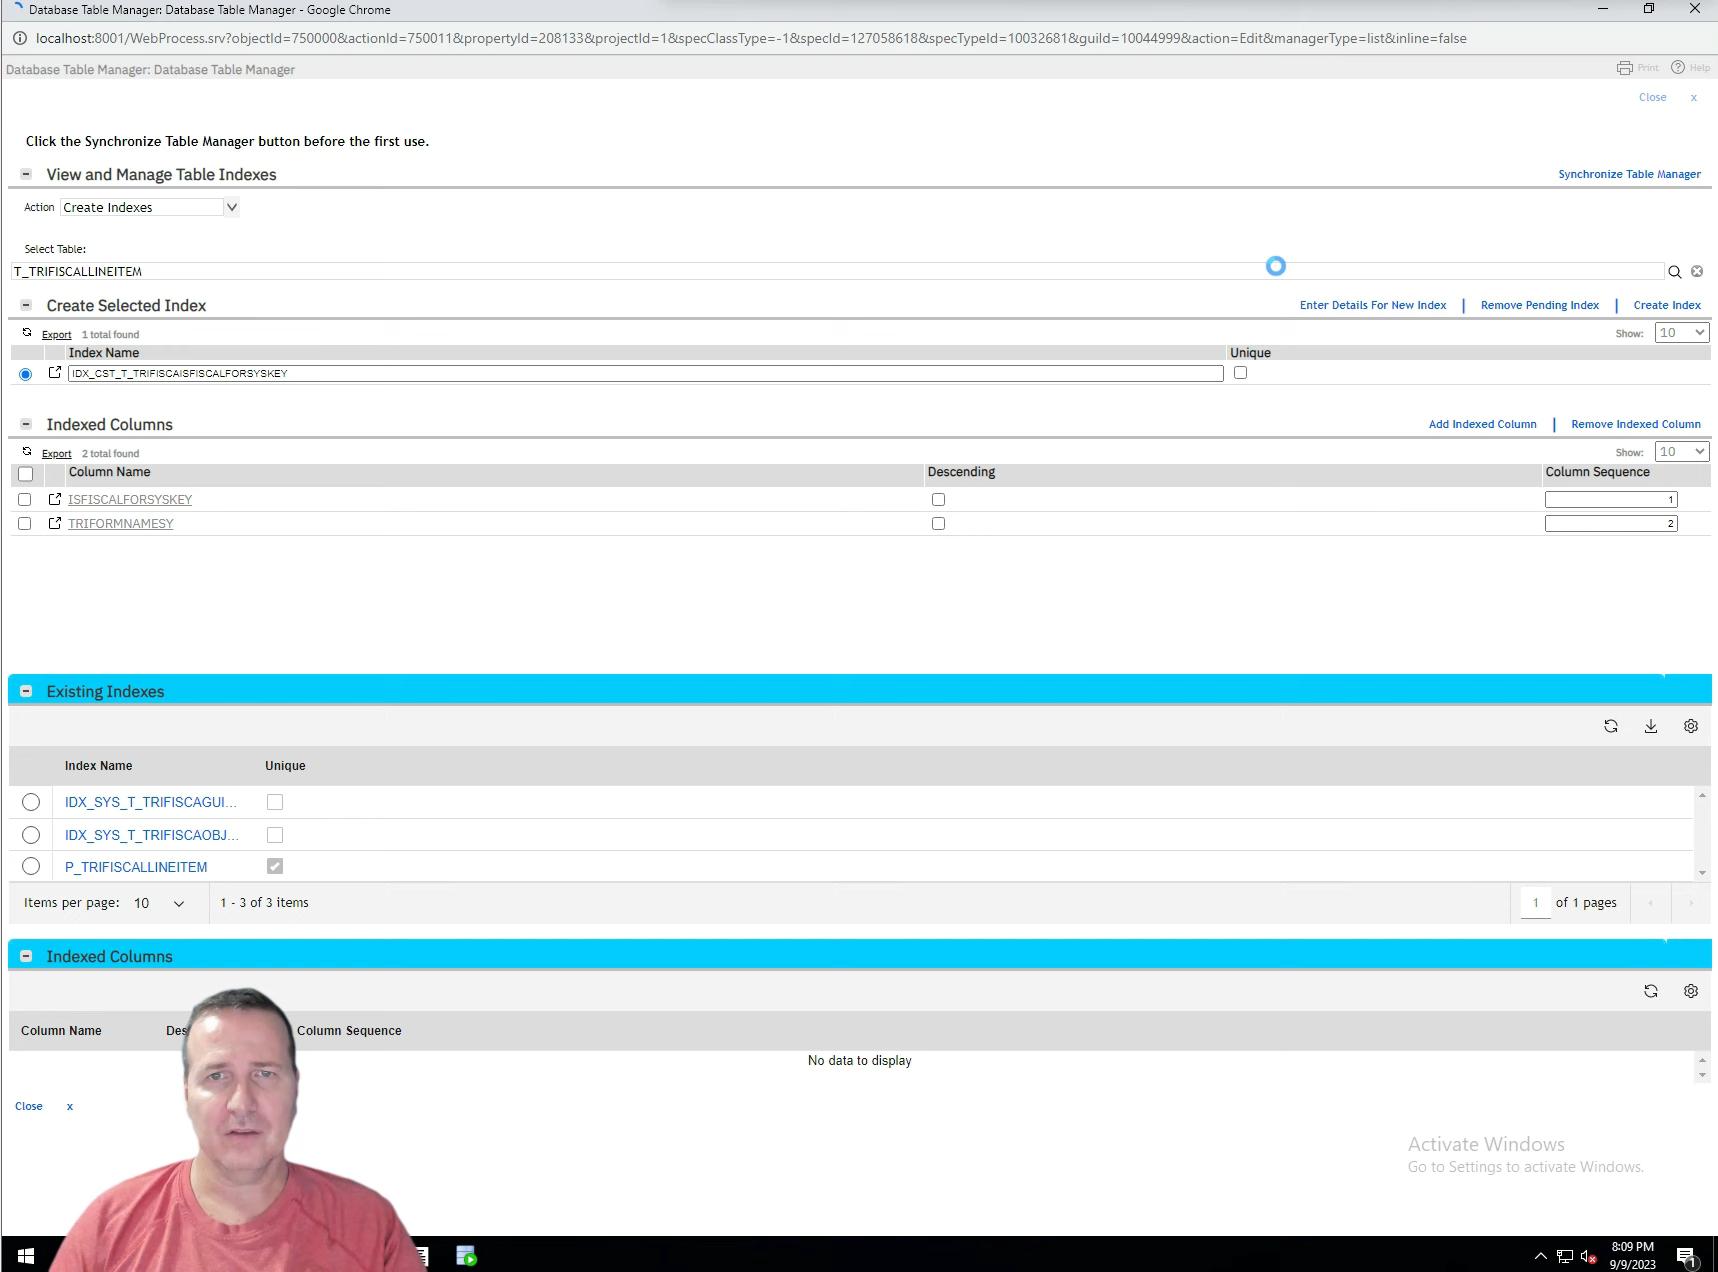 Database Table Manager: Database Table Manager - Google Chrome
localhost:8001/WebProcess.srv?objectId=750000&actionId=750011&propertyId=208133&projectId=1&specClassType=-1&specId=127058618&specTypeId=10032681&guiId=10044999&action=Edit&managerType=list&inline=false
Database Table Manager: Database Table Manager
Print
Help
Close x
Click the Synchronize Table Manager button before the first use.
View and Manage Table Indexes
Synchronize Table Manager
Action Create Indexes
Select Table:
T_TRIFISCALLINEITEM
Create Selected Index
Enter Details For New Index | Remove Pending Index | Create Index
Export 1 total found
Show: 10
Index Name Unique
IDX_CST_T_TRIFISCAISFISCALFORSYSKEY
Indexed Columns
Add Indexed Column | Remove Indexed Column
Export 2 total found
Show: 10
Column Name Descending Column Sequence
ISFISCALFORSYSKEY 1
TRIFORMNAMESY 2
Existing Indexes
Index Name Unique
IDX_SYS_T_TRIFISCAGUI...
IDX_SYS_T_TRIFISCAOBJ...
P_TRIFISCALLINEITEM
Items per page: 10 1 - 3 of 3 items
1 of 1 pages
Indexed Columns
Column Name Des Column Sequence
No data to display
Close x
Activate Windows
Go to Settings to activate Windows.
8:09 PM
9/9/2023
1